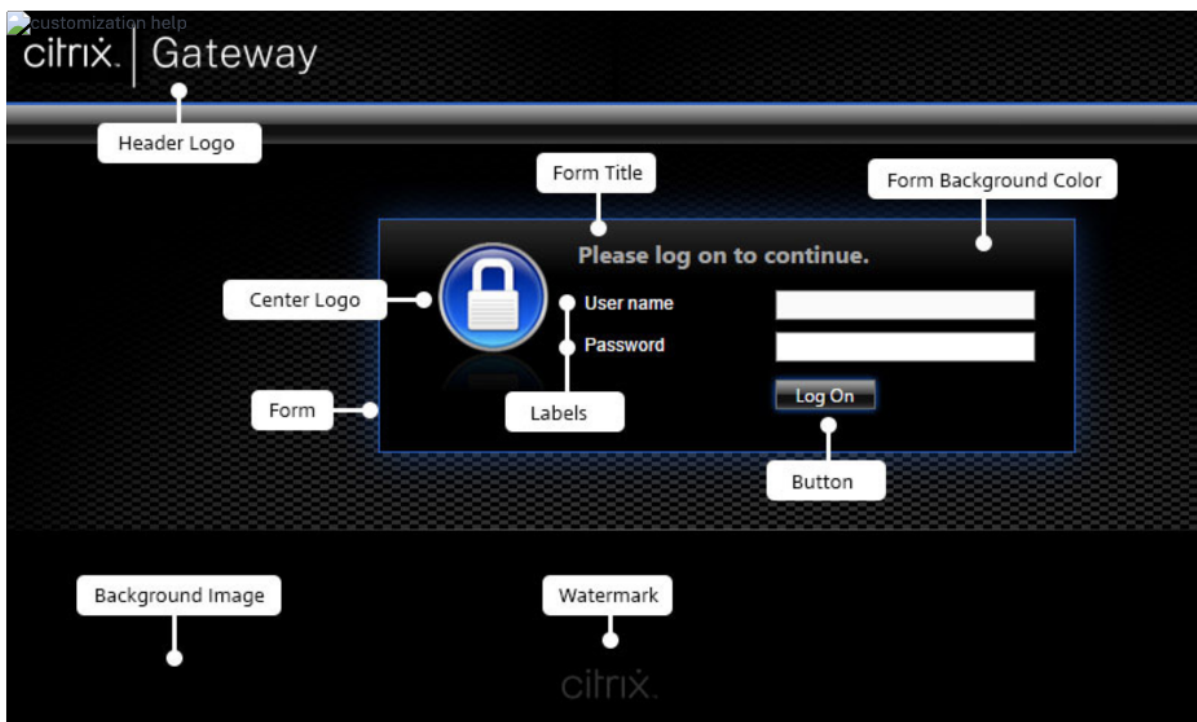 customization help
citrix. | Gateway
Header Logo
Form Title
Form Background Color
Please log on to continue.
Center Logo
User name
Password
Form
Labels
Log On
Button
Background Image
Watermark
citrix.